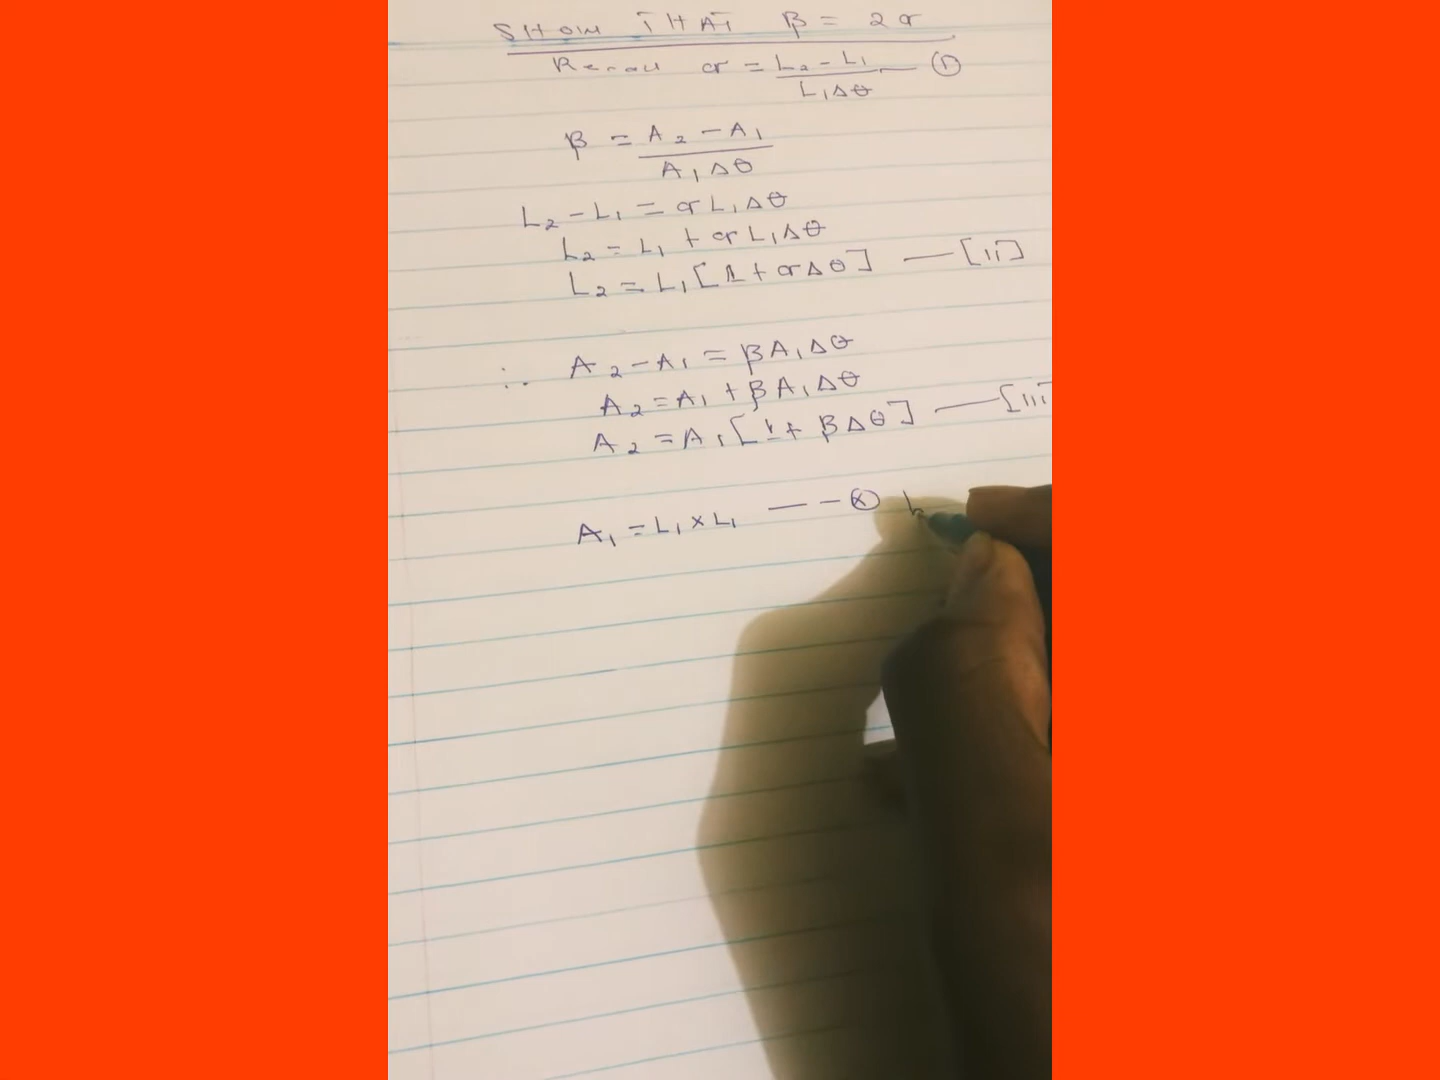 SHOW THAT β = 2α
Recall α = L₂ - L₁ / L₁Δθ — (1)
β = A₂ - A₁ / A₁Δθ
L₂ - L₁ = αL₁Δθ
L₂ = L₁ + αL₁Δθ
L₂ = L₁[1 + αΔθ] — [ii]
∴ A₂ - A₁ = βA₁Δθ
A₂ = A₁ + βA₁Δθ
A₂ = A₁[1 + βΔθ] — [iii]
A₁ = L₁ × L₁ — -